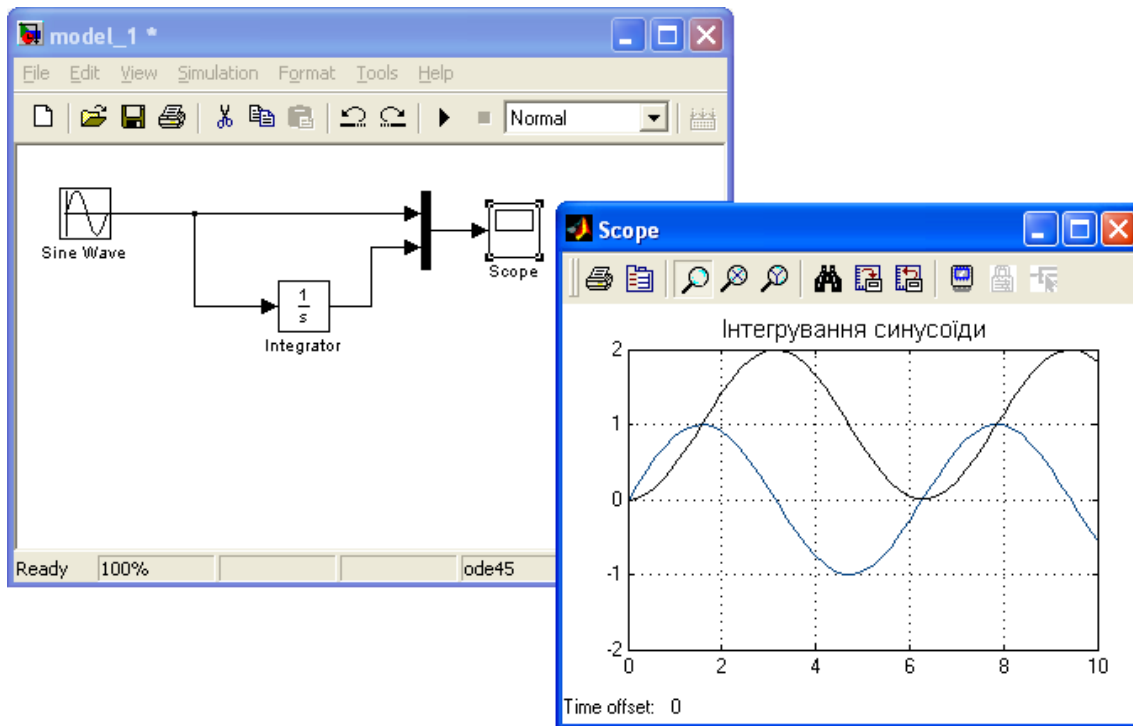 model_1 *
File Edit View Simulation Format Tools Help
Normal
Sine Wave
1
s
Integrator
Scope
Ready 100% ode45
Scope
Інтегрування синусоїди
2
1
0
-1
-2
0 2 4 6 8 10
Time offset: 0